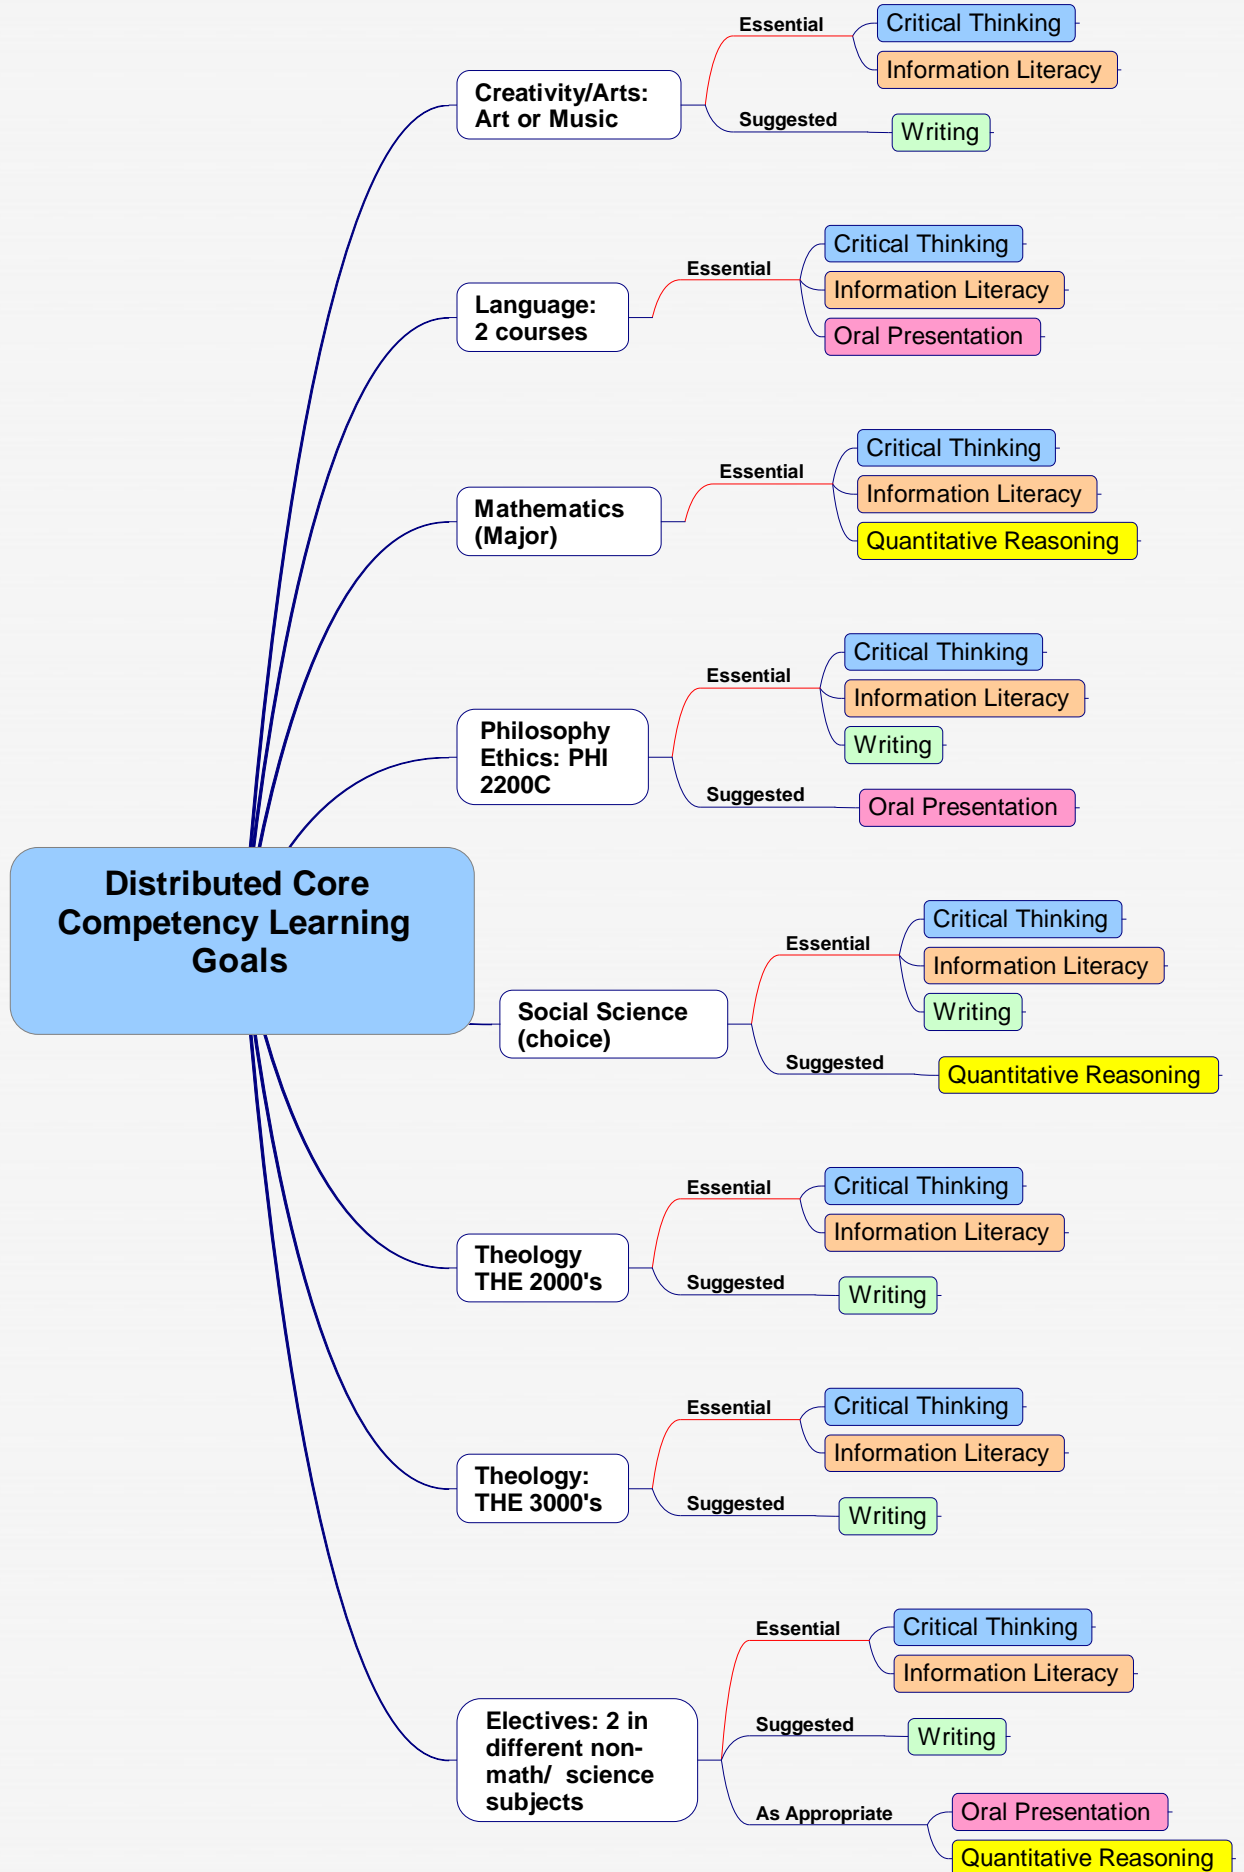 Essential
Critical Thinking
Information Literacy
Creativity/Arts:
Art or Music
Suggested
Writing
Essential
Critical Thinking
Information Literacy
Oral Presentation
Language:
2 courses
Essential
Critical Thinking
Information Literacy
Quantitative Reasoning
Mathematics
(Major)
Essential
Critical Thinking
Information Literacy
Writing
Philosophy
Ethics: PHI
2200C
Suggested
Oral Presentation
Distributed Core
Competency Learning
Goals
Essential
Critical Thinking
Information Literacy
Writing
Social Science
(choice)
Suggested
Quantitative Reasoning
Essential
Critical Thinking
Information Literacy
Theology
THE 2000's
Suggested
Writing
Essential
Critical Thinking
Information Literacy
Theology:
THE 3000's
Suggested
Writing
Essential
Critical Thinking
Information Literacy
Electives: 2 in
different non-
math/ science
subjects
Suggested
Writing
As Appropriate
Oral Presentation
Quantitative Reasoning